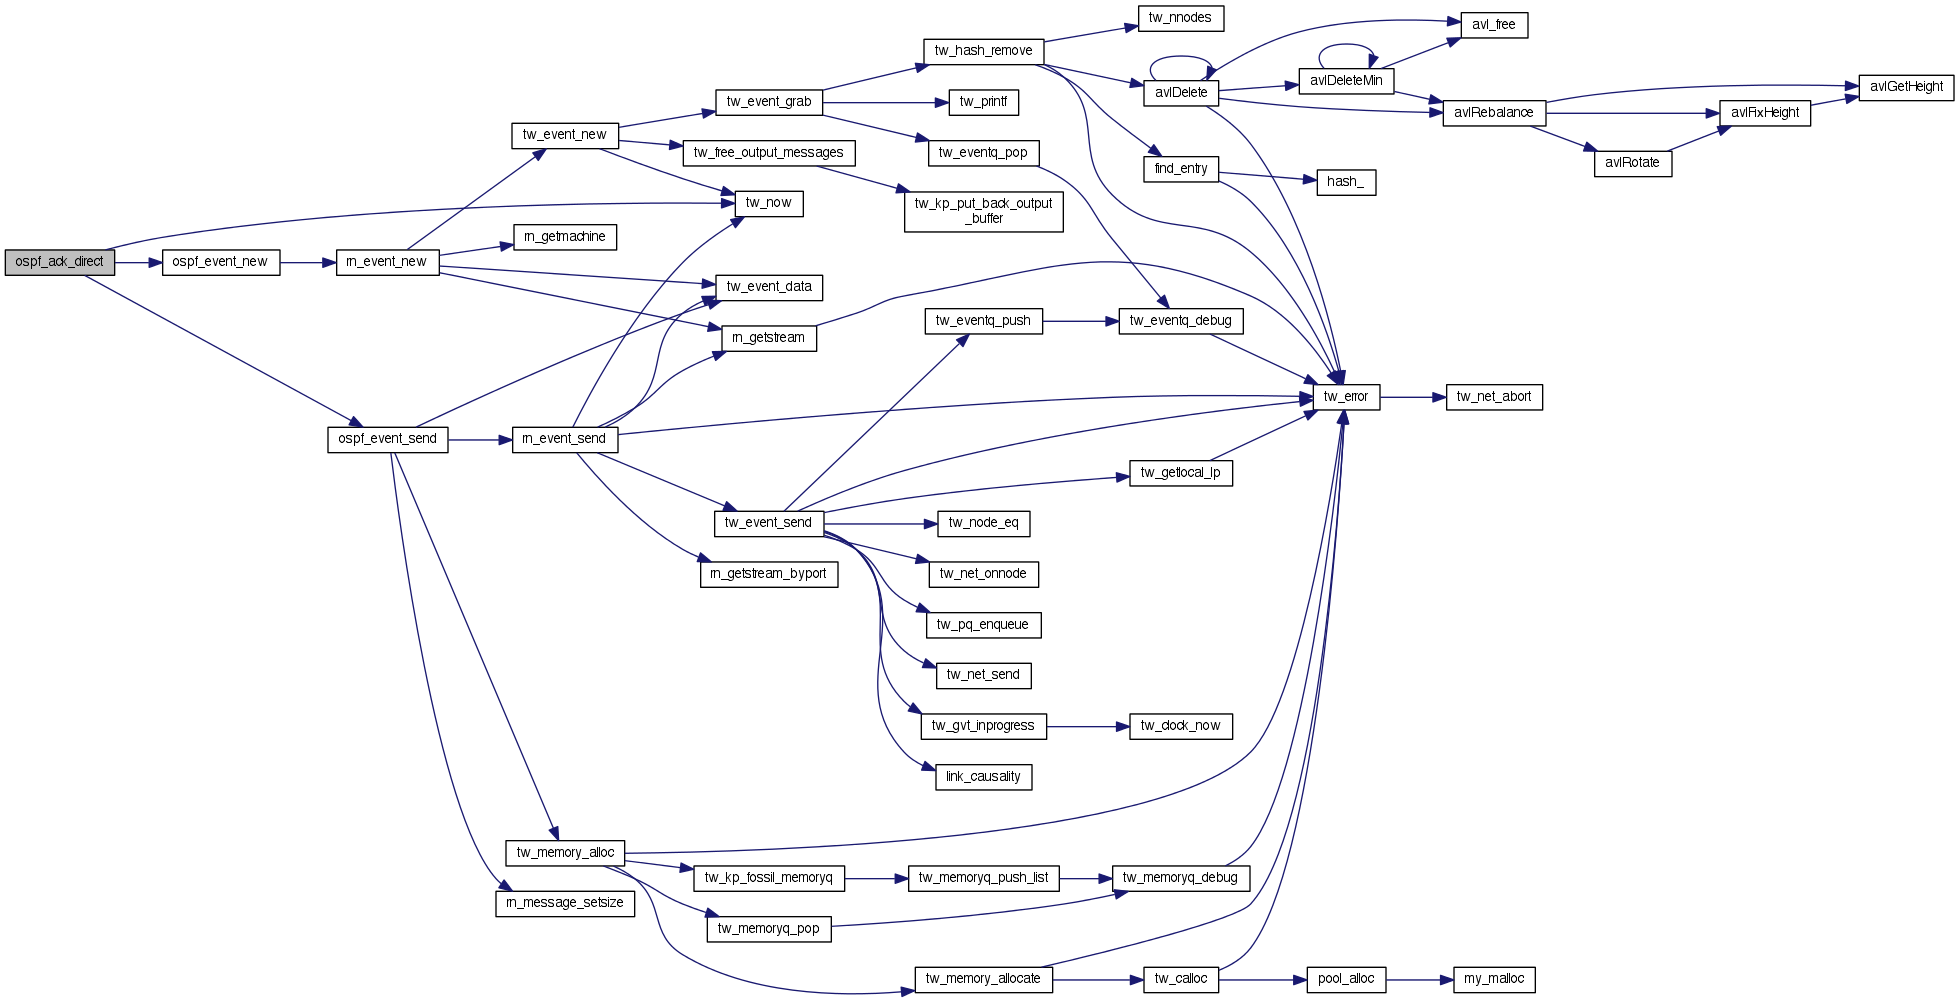 tw_nnodes
avl_free
tw_hash_remove
avlDeleteMin
avlGetHeight
avlDelete
tw_event_grab
tw_printf
avlRebalance
avlFixHeight
tw_event_new
tw_free_output_messages
tw_eventq_pop
avlRotate
find_entry
hash_
tw_now
tw_kp_put_back_output
_buffer
rn_getmachine
ospf_ack_direct
ospf_event_new
rn_event_new
tw_event_data
tw_eventq_push
tw_eventq_debug
rn_getstream
tw_error
tw_net_abort
ospf_event_send
rn_event_send
tw_getlocal_lp
tw_event_send
tw_node_eq
rn_getstream_byport
tw_net_onnode
tw_pq_enqueue
tw_net_send
tw_gvt_inprogress
tw_clock_now
link_causality
tw_memory_alloc
tw_kp_fossil_memoryq
tw_memoryq_push_list
tw_memoryq_debug
rn_message_setsize
tw_memoryq_pop
tw_memory_allocate
tw_calloc
pool_alloc
my_malloc